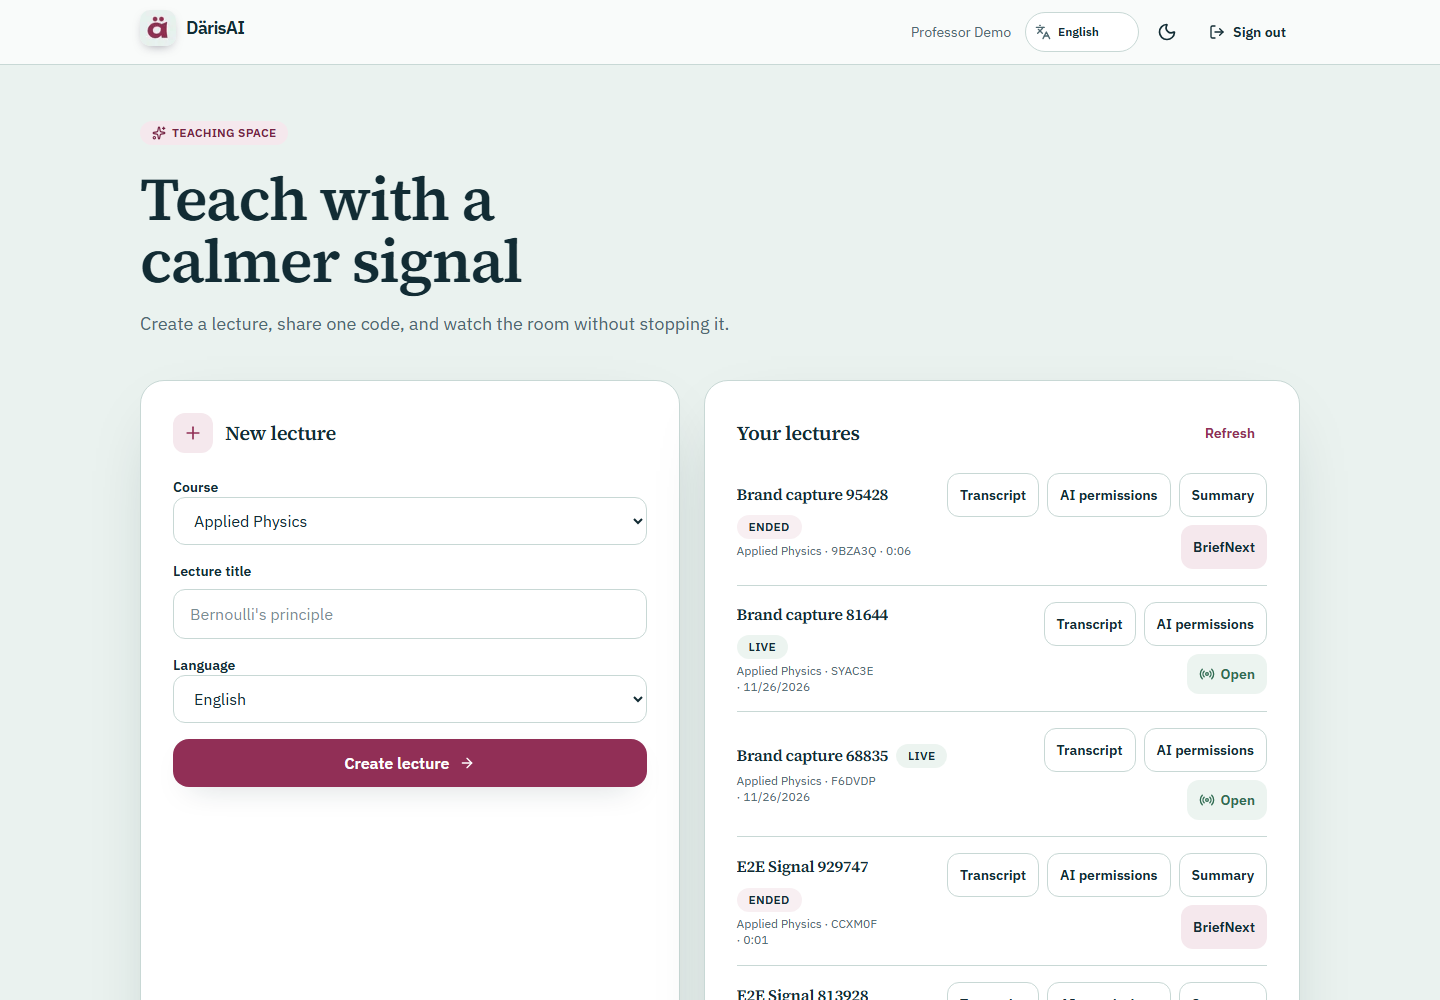 ä DärisAI
Professor Demo
English
Sign out
TEACHING SPACE
Teach with a
calmer signal
Create a lecture, share one code, and watch the room without stopping it.
New lecture
Course
Applied Physics
Lecture title
Bernoulli's principle
Language
English
Create lecture
Your lectures
Refresh
Brand capture 95428
ENDED
Applied Physics · 9BZA3Q · 0:06
Transcript
AI permissions
Summary
BriefNext
Brand capture 81644
LIVE
Applied Physics · SYAC3E
· 11/26/2026
Transcript
AI permissions
Open
Brand capture 68835 LIVE
Applied Physics · F6DVDP
· 11/26/2026
Transcript
AI permissions
Open
E2E Signal 929747
ENDED
Applied Physics · CCXM0F
· 0:01
Transcript
AI permissions
Summary
BriefNext
E2E Signal 813928
Transcript
AI permissions
Summary